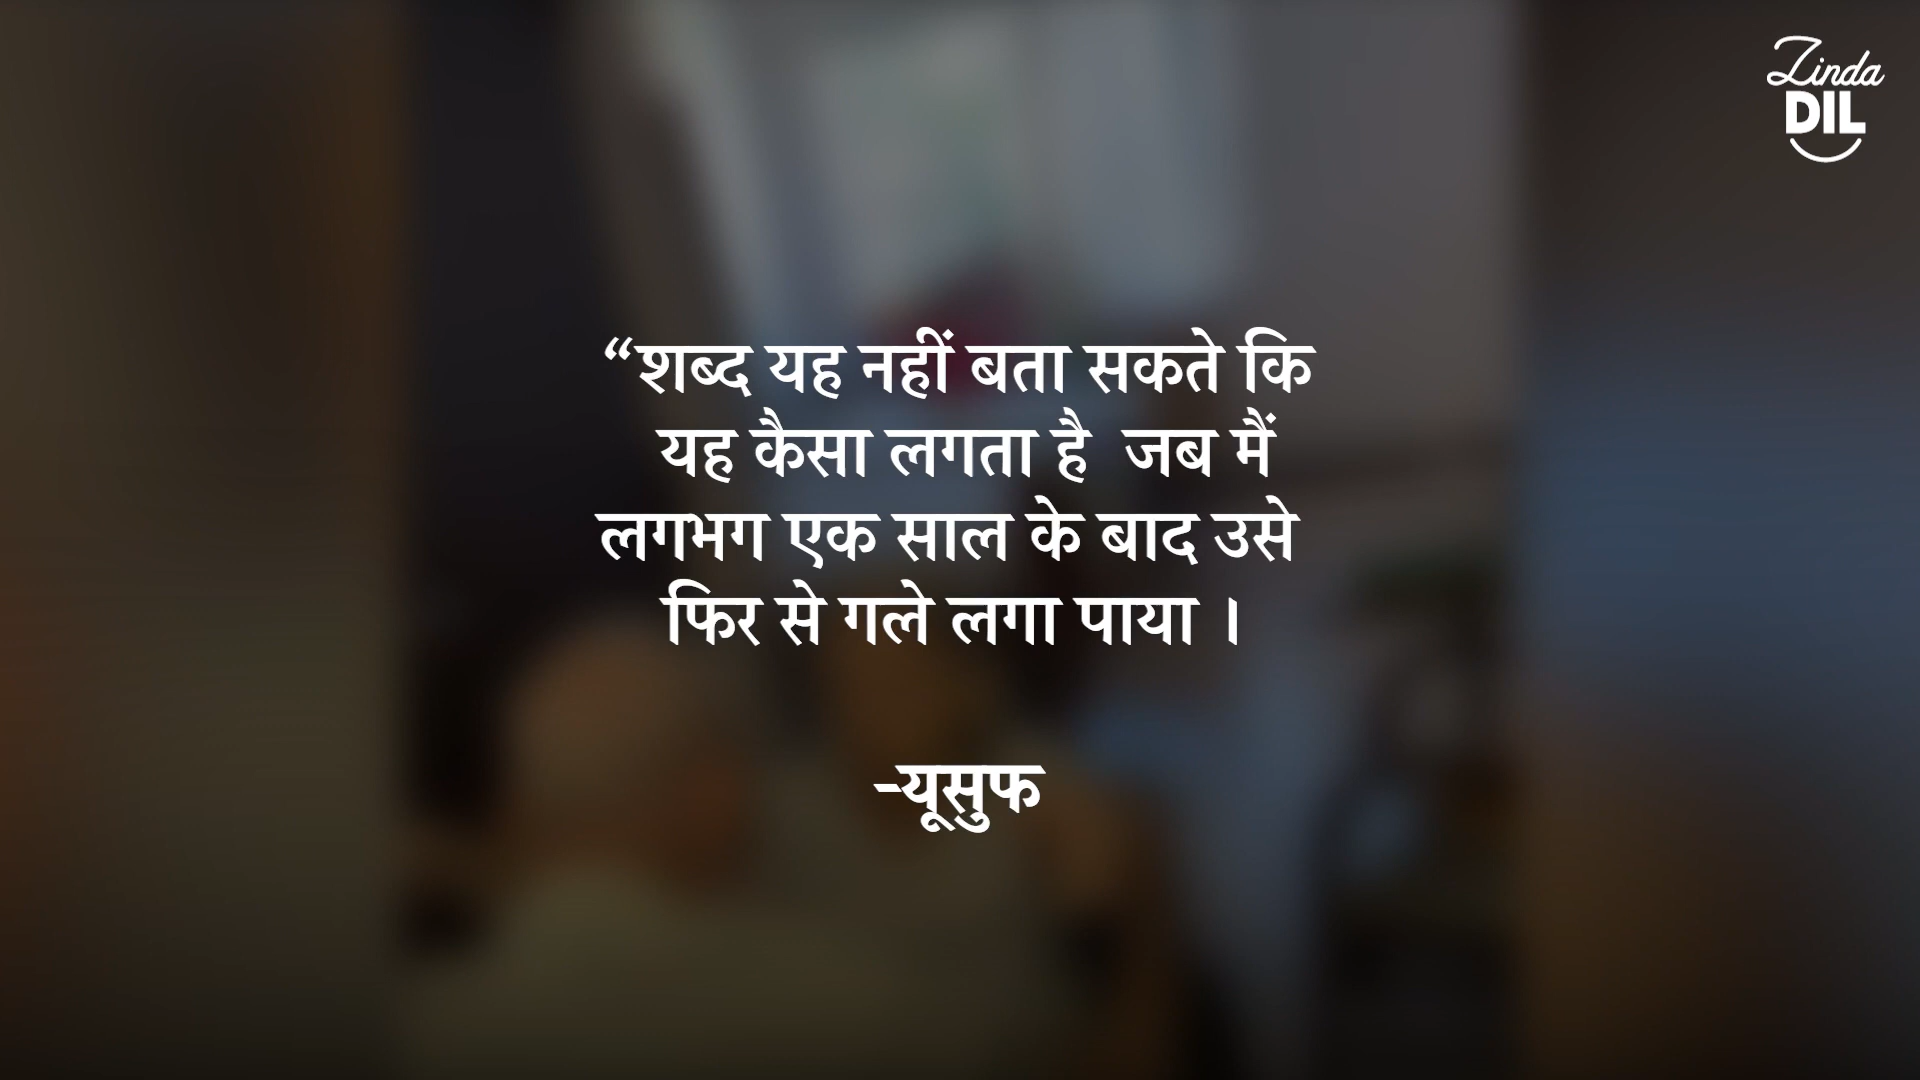 Zinda
DIL
“शब्द यह नहीं बता सकते कि
यह कैसा लगता है  जब मैं
लगभग एक साल के बाद उसे
फिर से गले लगा पाया ।
-यूसुफ